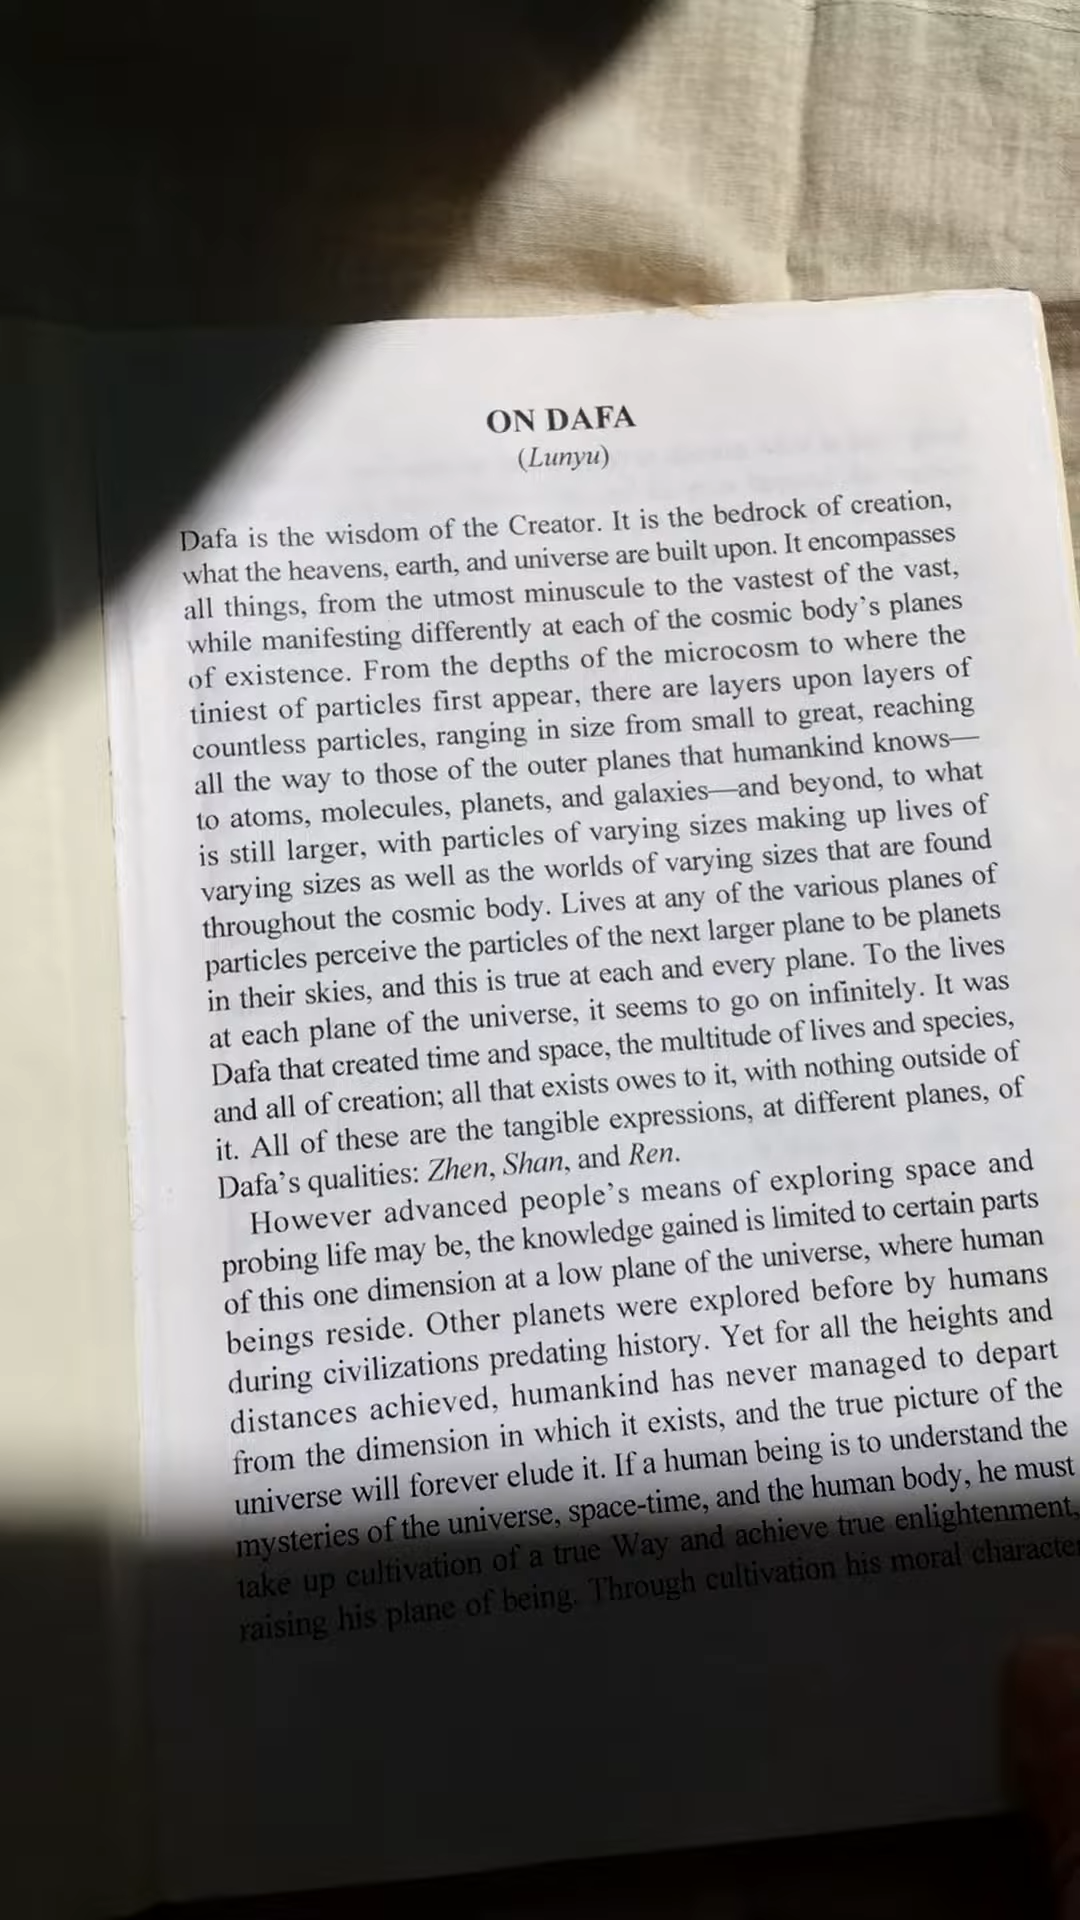 ON DAFA
(Lunyu)
Dafa is the wisdom of the Creator. It is the bedrock of creation,
what the heavens, earth, and universe are built upon. It encompasses
all things, from the utmost minuscule to the vastest of the vast,
while manifesting differently at each of the cosmic body's planes
of existence. From the depths of the microcosm to where the
tiniest of particles first appear, there are layers upon layers of
countless particles, ranging in size from small to great, reaching
all the way to those of the outer planes that humankind knows—
to atoms, molecules, planets, and galaxies—and beyond, to what
is still larger, with particles of varying sizes making up lives of
varying sizes as well as the worlds of varying sizes that are found
throughout the cosmic body. Lives at any of the various planes of
particles perceive the particles of the next larger plane to be planets
in their skies, and this is true at each and every plane. To the lives
at each plane of the universe, it seems to go on infinitely. It was
Dafa that created time and space, the multitude of lives and species,
and all of creation; all that exists owes to it, with nothing outside of
it. All of these are the tangible expressions, at different planes, of
Dafa's qualities: Zhen, Shan, and Ren.
However advanced people's means of exploring space and
probing life may be, the knowledge gained is limited to certain parts
of this one dimension at a low plane of the universe, where human
beings reside. Other planets were explored before by humans
during civilizations predating history. Yet for all the heights and
distances achieved, humankind has never managed to depart
from the dimension in which it exists, and the true picture of the
universe will forever elude it. If a human being is to understand the
mysteries of the universe, space-time, and the human body, he must
take up cultivation of a true Way and achieve true enlightenment,
raising his plane of being. Through cultivation his moral character